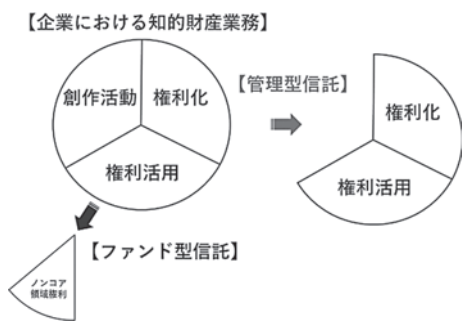 【企業における知的財産業務】
創作活動
権利化
権利活用
【管理型信託】
権利化
権利活用
【ファンド型信託】
ノンコア
領域権利